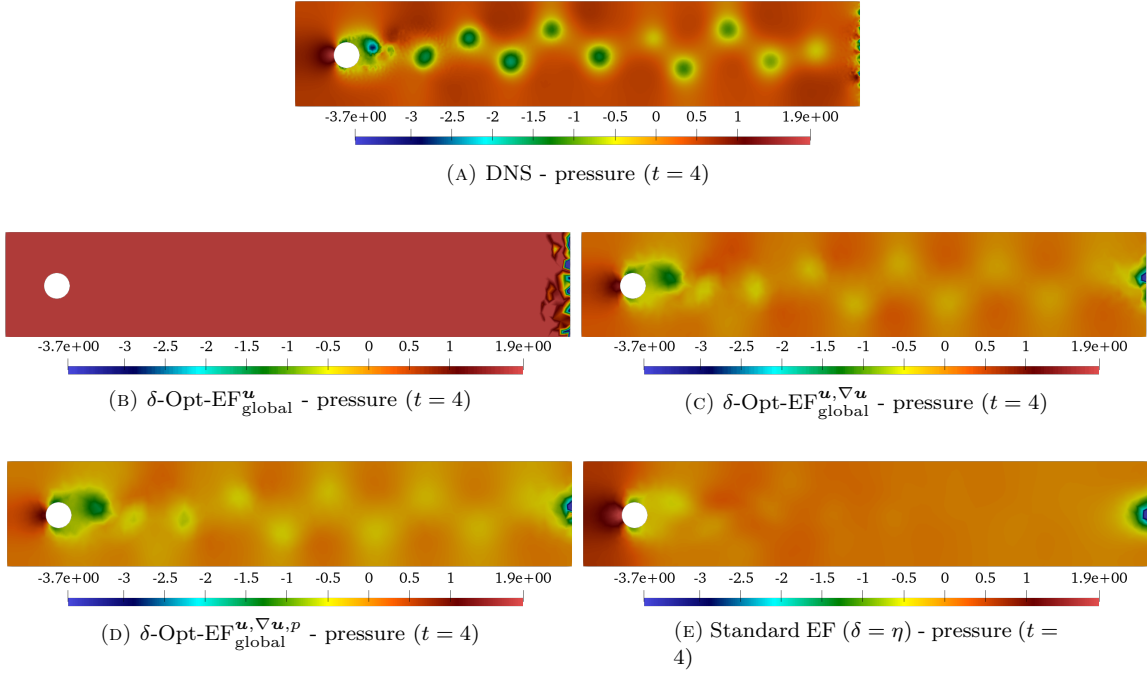 -3.7e+00 -3 -2.5 -2 -1.5 -1 -0.5 0 0.5 1 1.9e+00
(A) DNS - pressure (t = 4)
-3.7e+00 -3 -2.5 -2 -1.5 -1 -0.5 0 0.5 1 1.9e+00
(B) δ-Opt-EF^u_global - pressure (t = 4)
-3.7e+00 -3 -2.5 -2 -1.5 -1 -0.5 0 0.5 1 1.9e+00
(C) δ-Opt-EF^u,∇u_global - pressure (t = 4)
-3.7e+00 -3 -2.5 -2 -1.5 -1 -0.5 0 0.5 1 1.9e+00
(D) δ-Opt-EF^u,∇u,p_global - pressure (t = 4)
-3.7e+00 -3 -2.5 -2 -1.5 -1 -0.5 0 0.5 1 1.9e+00
(E) Standard EF (δ = η) - pressure (t =
4)